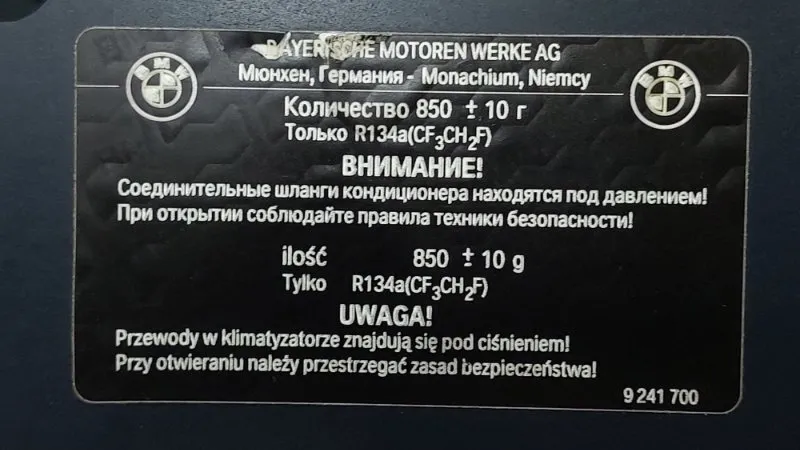 BAYERISCHE MOTOREN WERKE AG
Мюнхен, Германия - Monachium, Niemcy
BMW
BMW
Количество 850 ± 10 г
Только R134a(CF₃CH₂F)
ВНИМАНИЕ!
Соединительные шланги кондиционера находятся под давлением!
При открытии соблюдайте правила техники безопасности!
ilość 850 ± 10 g
Tylko R134a(CF₃CH₂F)
UWAGA!
Przewody w klimatyzatorze znajdują się pod ciśnieniem!
Przy otwieraniu należy przestrzegać zasad bezpieczeństwa!
9 241 700